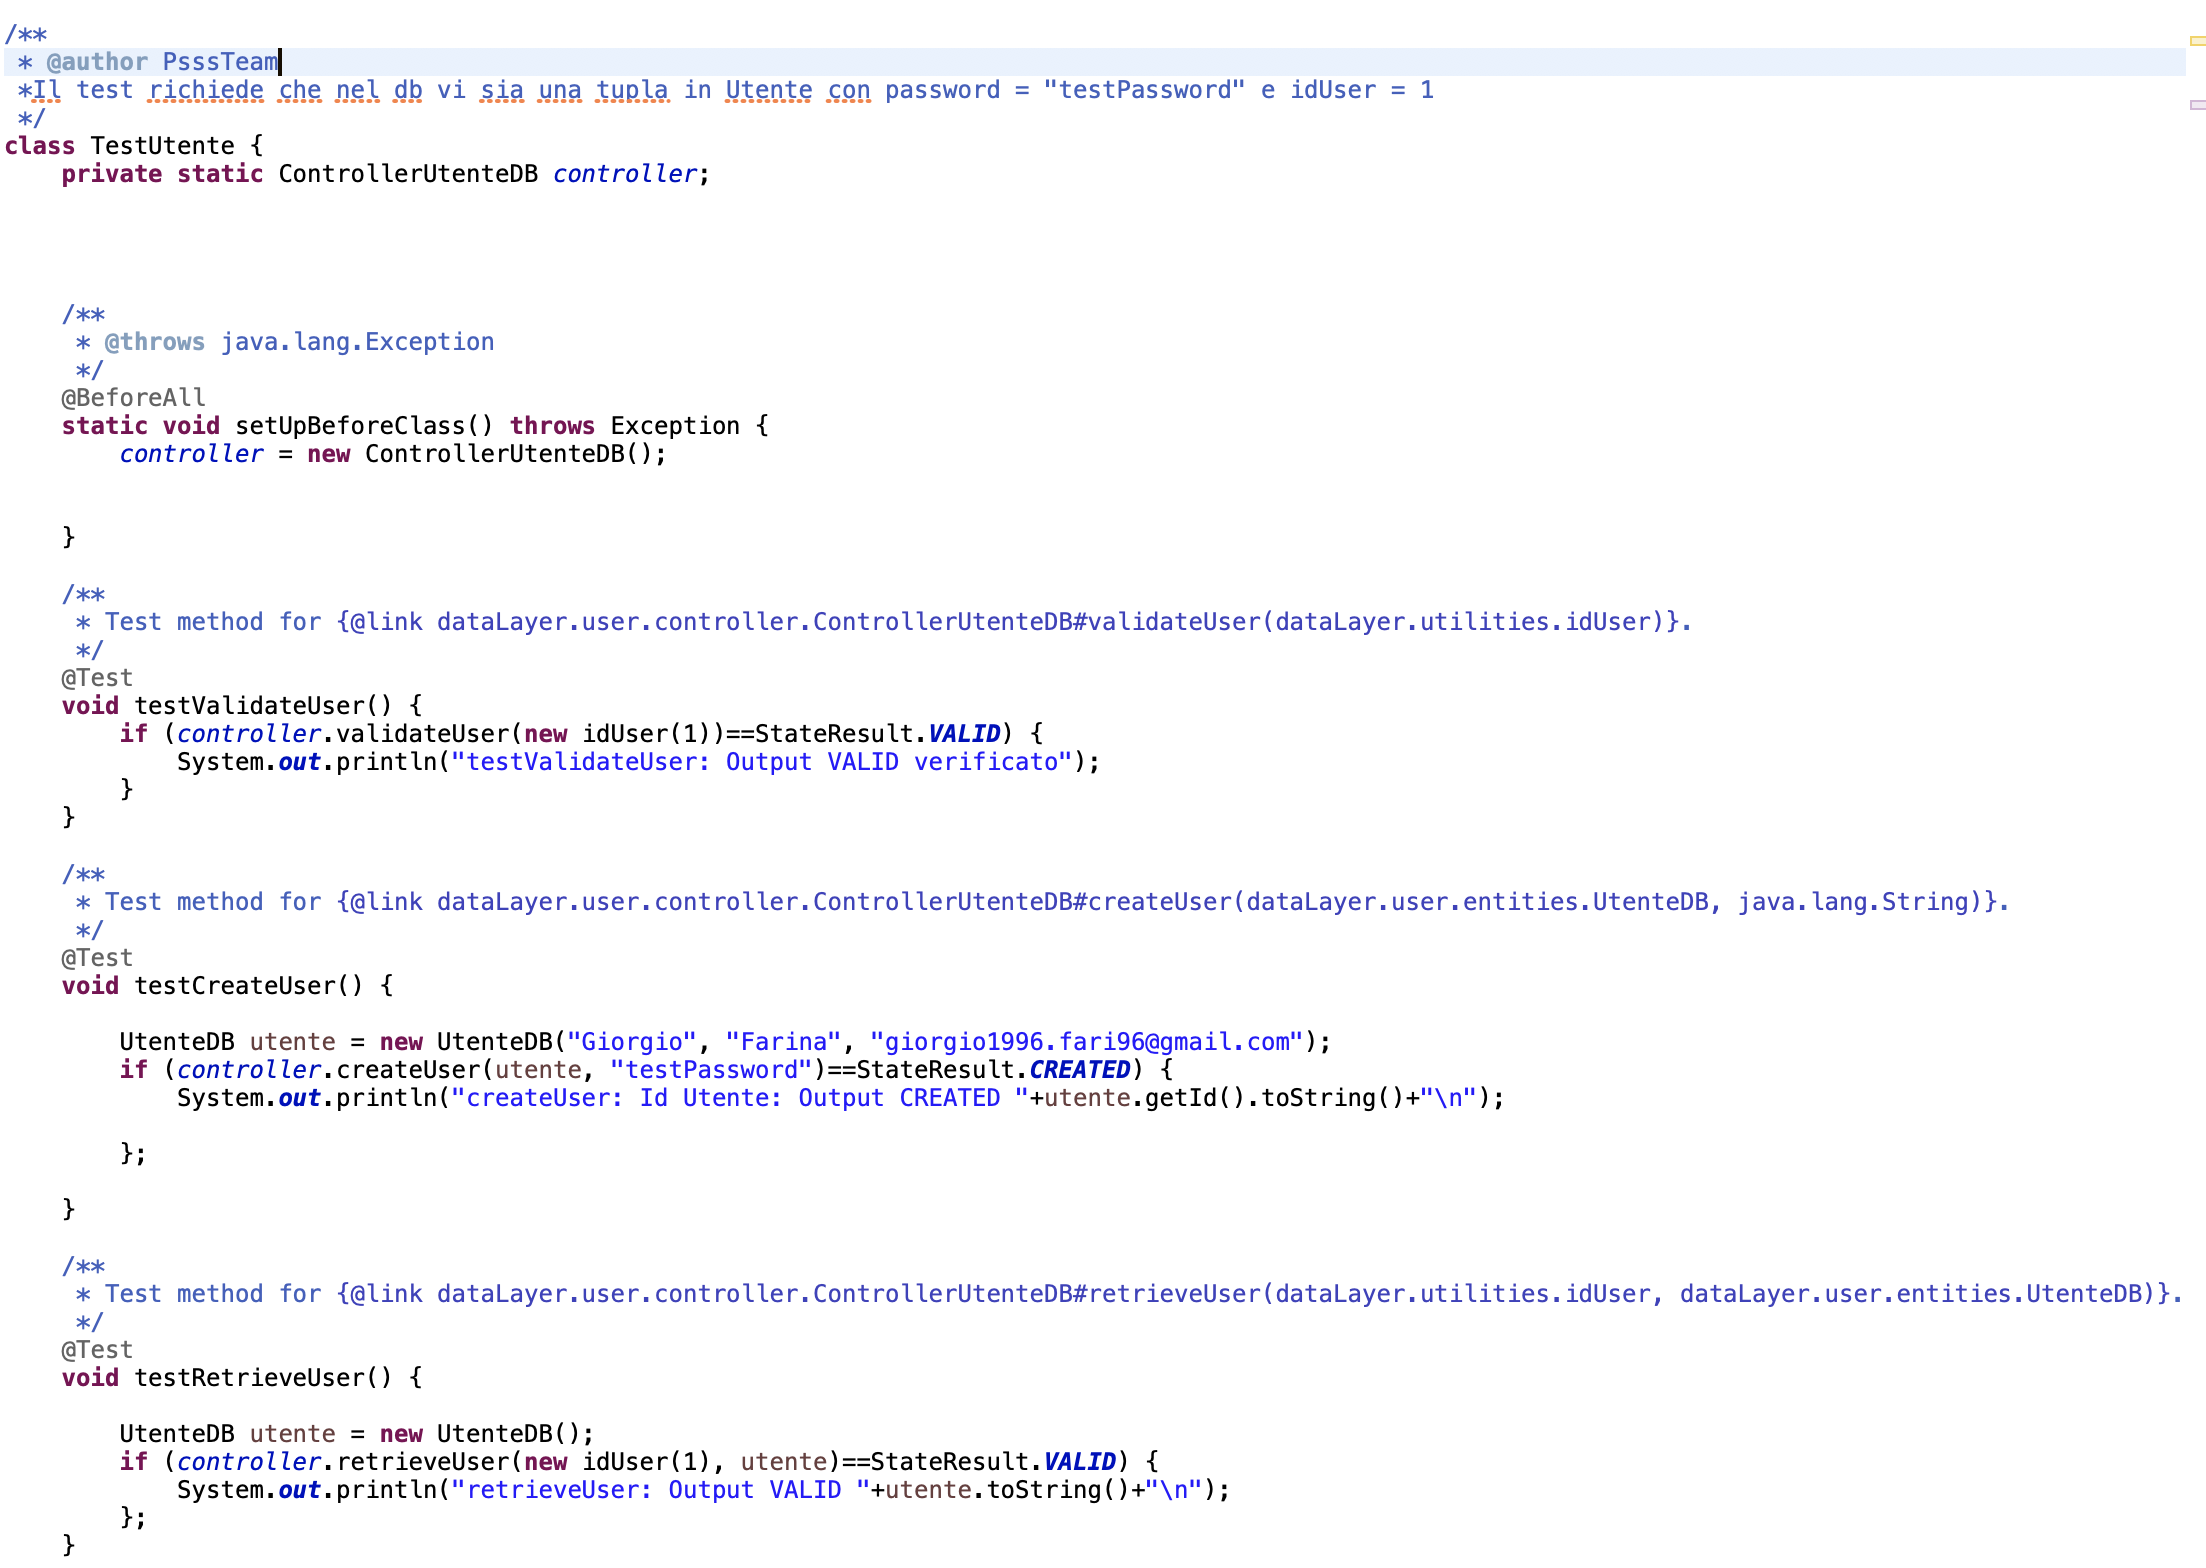 /**
 * @author PsssTeam
 *Il test richiede che nel db vi sia una tupla in Utente con password = "testPassword" e idUser = 1
 */
class TestUtente {
    private static ControllerUtenteDB controller;
    /**
     * @throws java.lang.Exception
     */
    @BeforeAll
    static void setUpBeforeClass() throws Exception {
        controller = new ControllerUtenteDB();
    }
    /**
     * Test method for {@link dataLayer.user.controller.ControllerUtenteDB#validateUser(dataLayer.utilities.idUser)}.
     */
    @Test
    void testValidateUser() {
        if (controller.validateUser(new idUser(1))==StateResult.VALID) {
            System.out.println("testValidateUser: Output VALID verificato");
        }
    }
    /**
     * Test method for {@link dataLayer.user.controller.ControllerUtenteDB#createUser(dataLayer.user.entities.UtenteDB, java.lang.String)}.
     */
    @Test
    void testCreateUser() {
        UtenteDB utente = new UtenteDB("Giorgio", "Farina", "giorgio1996.fari96@gmail.com");
        if (controller.createUser(utente, "testPassword")==StateResult.CREATED) {
            System.out.println("createUser: Id Utente: Output CREATED "+utente.getId().toString()+"\n");
        };
    }
    /**
     * Test method for {@link dataLayer.user.controller.ControllerUtenteDB#retrieveUser(dataLayer.utilities.idUser, dataLayer.user.entities.UtenteDB)}.
     */
    @Test
    void testRetrieveUser() {
        UtenteDB utente = new UtenteDB();
        if (controller.retrieveUser(new idUser(1), utente)==StateResult.VALID) {
            System.out.println("retrieveUser: Output VALID "+utente.toString()+"\n");
        };
    }